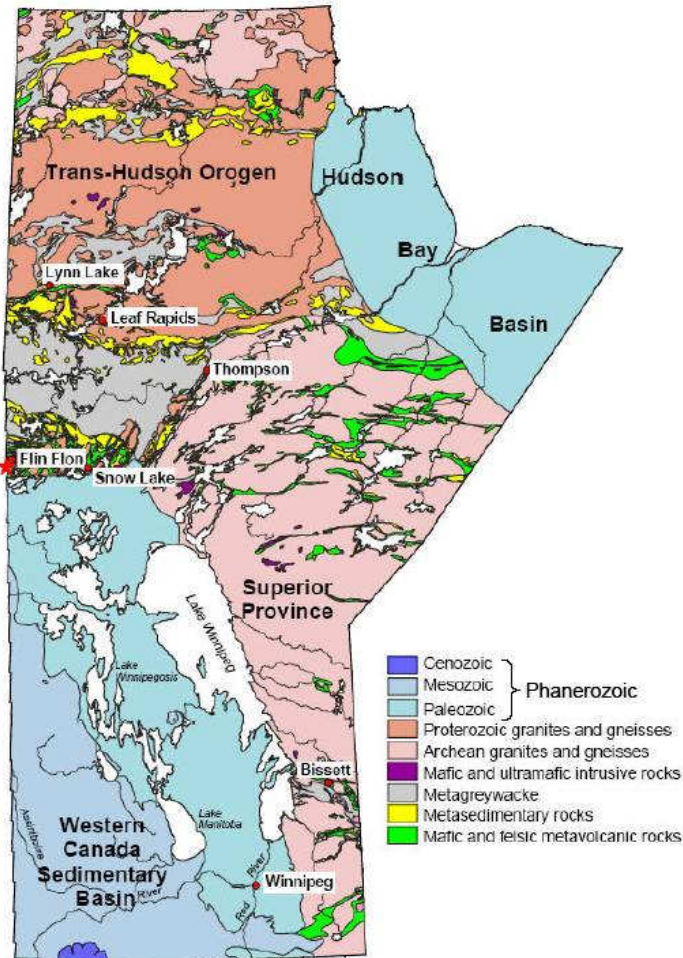 Trans-Hudson Orogen
Hudson
Bay
Basin
Lynn Lake
Leaf Rapids
Thompson
Flin Flon
Snow Lake
Superior
Province
Lake Winnipeg
Lake
Winnipegosis
Cenozoic
Mesozoic
Paleozoic
Phanerozoic
Proterozoic granites and gneisses
Archean granites and gneisses
Mafic and ultramafic intrusive rocks
Metagreywacke
Metasedimentary rocks
Mafic and felsic metavolcanic rocks
Bissett
Lake
Manitoba
Western
Canada
Sedimentary
Basin
Assiniboine
River
Red River
Winnipeg